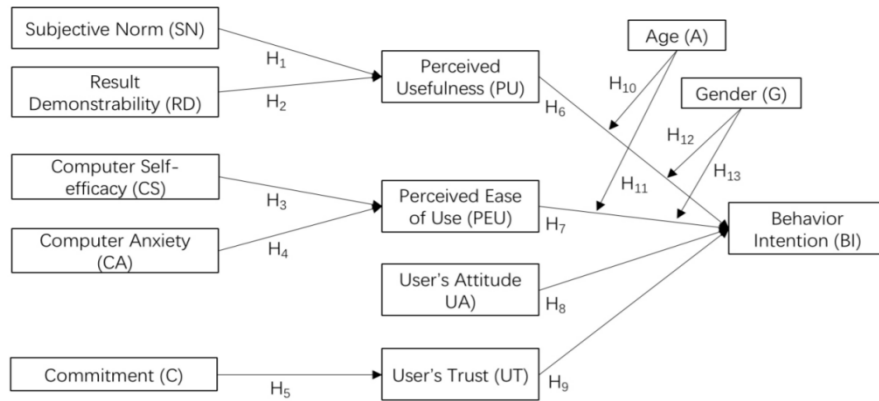 Subjective Norm (SN)
Result
Demonstrability (RD)
Computer Self-
efficacy (CS)
Computer Anxiety
(CA)
Commitment (C)
H1
H2
H3
H4
H5
Perceived
Usefulness (PU)
Perceived Ease
of Use (PEU)
User's Attitude
UA)
User's Trust (UT)
Age (A)
Gender (G)
H6
H10
H12
H11
H13
H7
H8
H9
Behavior
Intention (BI)